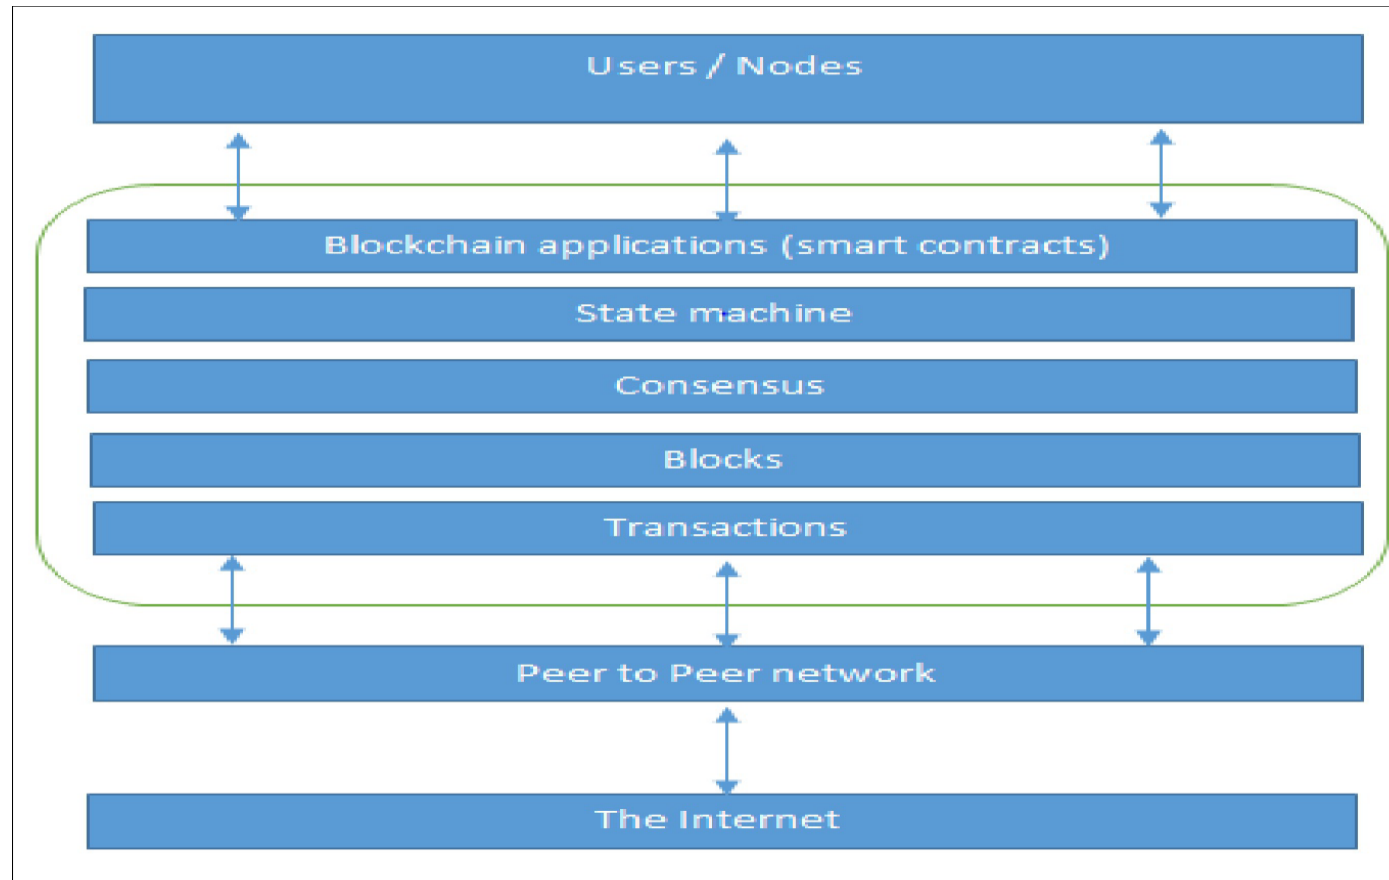 Users / Nodes
Blockchain applications (smart contracts)
State machine
Consensus
Blocks
Transactions
Peer to Peer network
The Internet